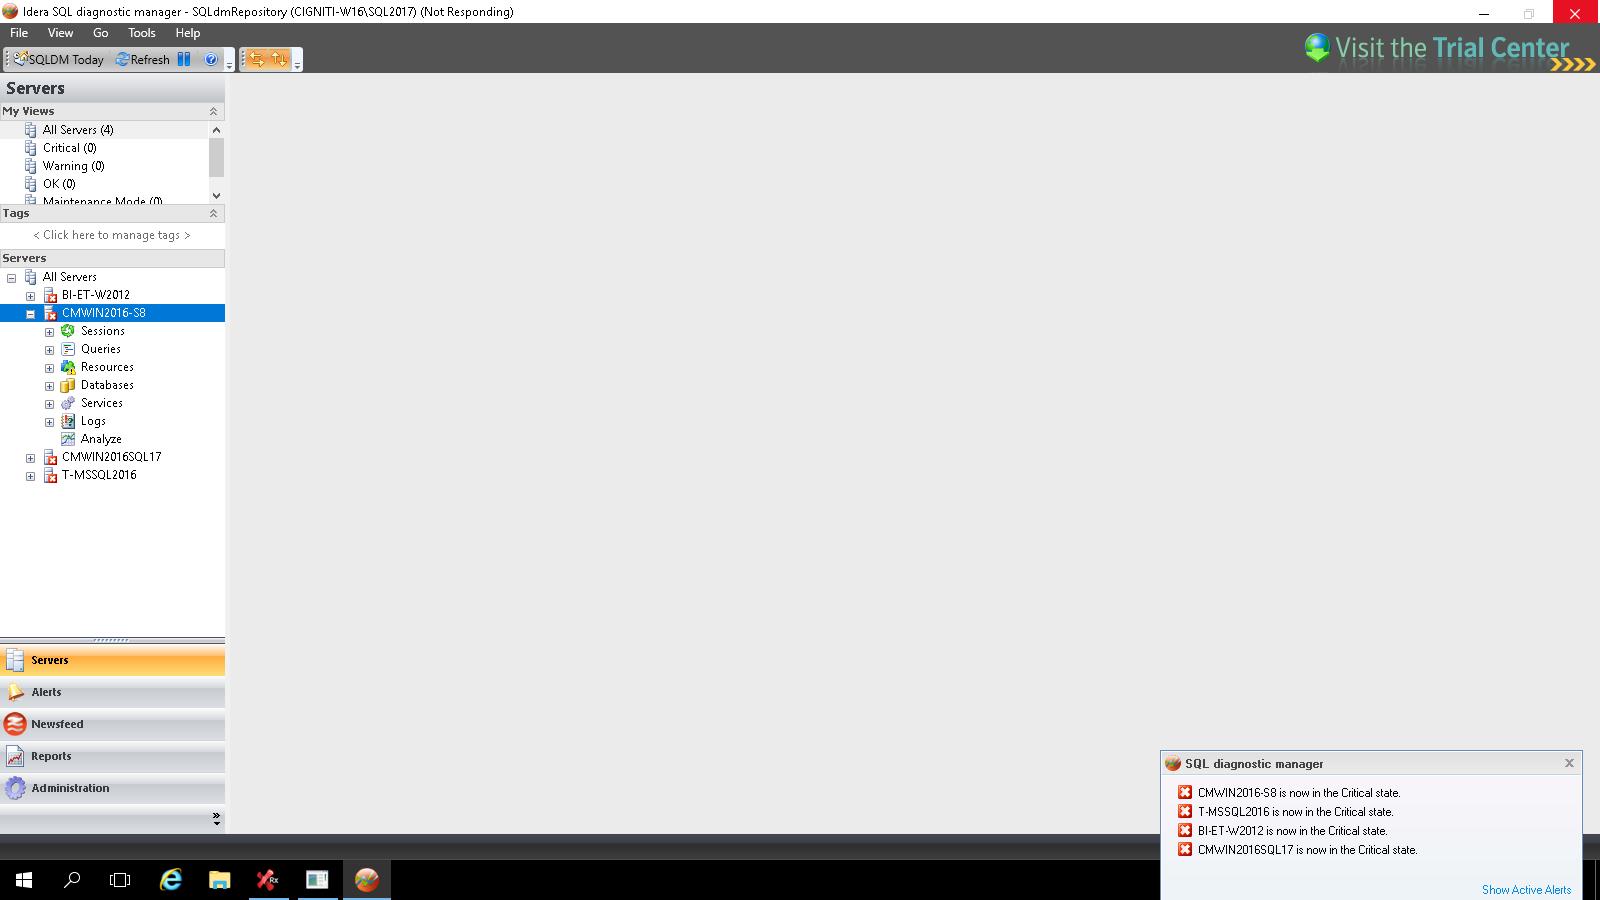 Idera SQL diagnostic manager - SQLdmRepository (CIGNITI-W16\SQL2017) (Not Responding)
File View Go Tools Help
SQLDM Today Refresh
Visit the Trial Center
Servers
My Views
All Servers (4)
Critical (0)
Warning (0)
OK (0)
Maintenance Mode (0)
Tags
< Click here to manage tags >
Servers
All Servers
BI-ET-W2012
CMWIN2016-S8
Sessions
Queries
Resources
Databases
Services
Logs
Analyze
CMWIN2016SQL17
T-MSSQL2016
Servers
Alerts
Newsfeed
Reports
Administration
SQL diagnostic manager
CMWIN2016-S8 is now in the Critical state.
T-MSSQL2016 is now in the Critical state.
BI-ET-W2012 is now in the Critical state.
CMWIN2016SQL17 is now in the Critical state.
Show Active Alerts